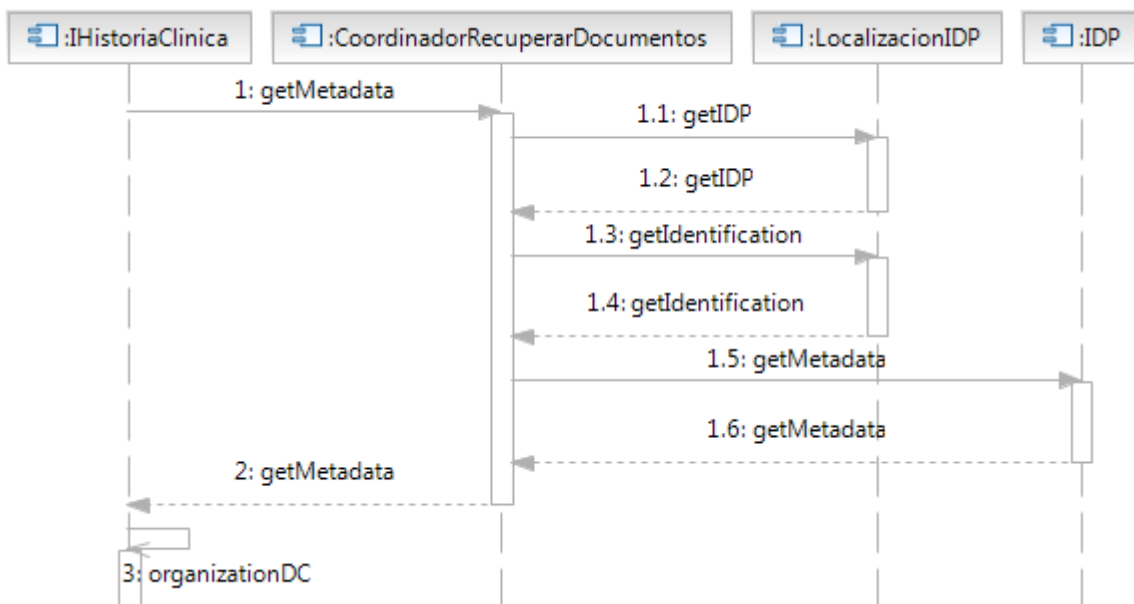 :IHistoriaClinica
:CoordinadorRecuperarDocumentos
:LocalizacionIDP
:IDP
1: getMetadata
1.1: getIDP
1.2: getIDP
1.3: getIdentification
1.4: getIdentification
1.5: getMetadata
1.6: getMetadata
2: getMetadata
3: organizationDC